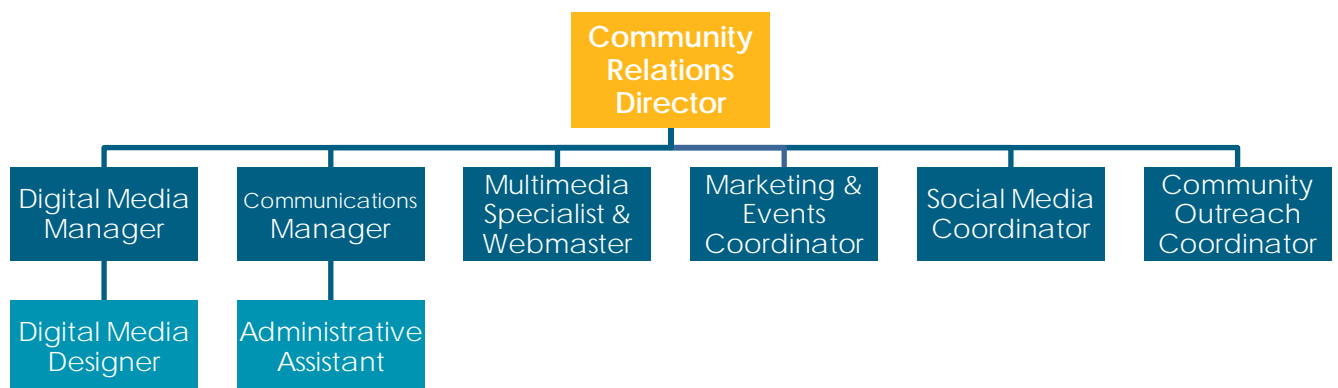 Community
Relations
Director
Digital Media
Manager
Communications
Manager
Multimedia
Specialist &
Webmaster
Marketing &
Events
Coordinator
Social Media
Coordinator
Community
Outreach
Coordinator
Digital Media
Designer
Administrative
Assistant